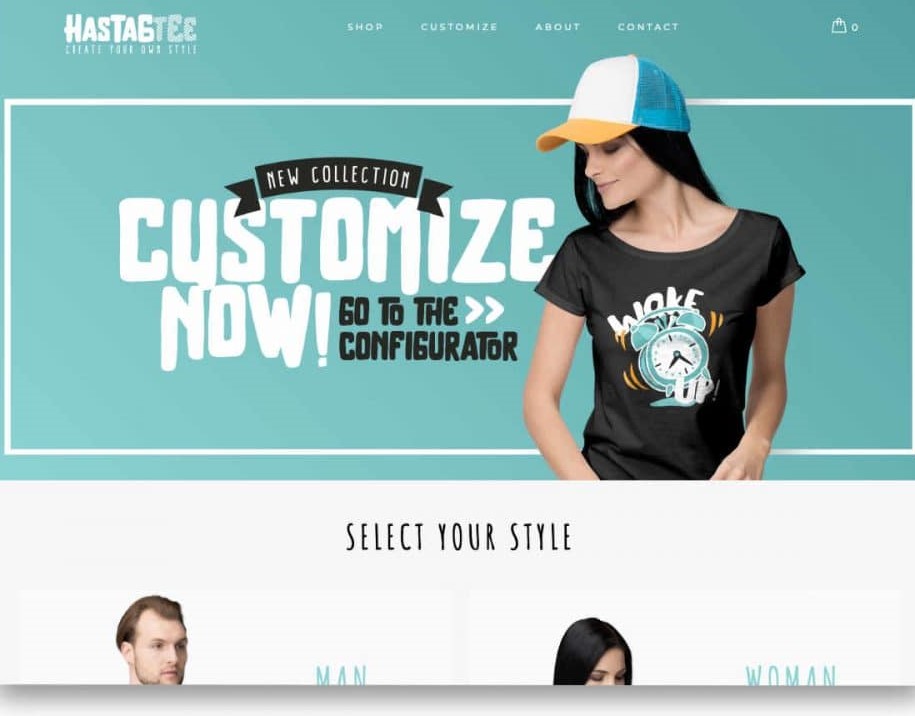 HASTAGTEE
CREATE YOUR OWN STYLE
SHOP
CUSTOMIZE
ABOUT
CONTACT
0
NEW COLLECTION
CUSTOMIZE
NOW! GO TO THE >>
CONFIGURATOR
WAKE
UP!
SELECT YOUR STYLE
MAN
WOMAN